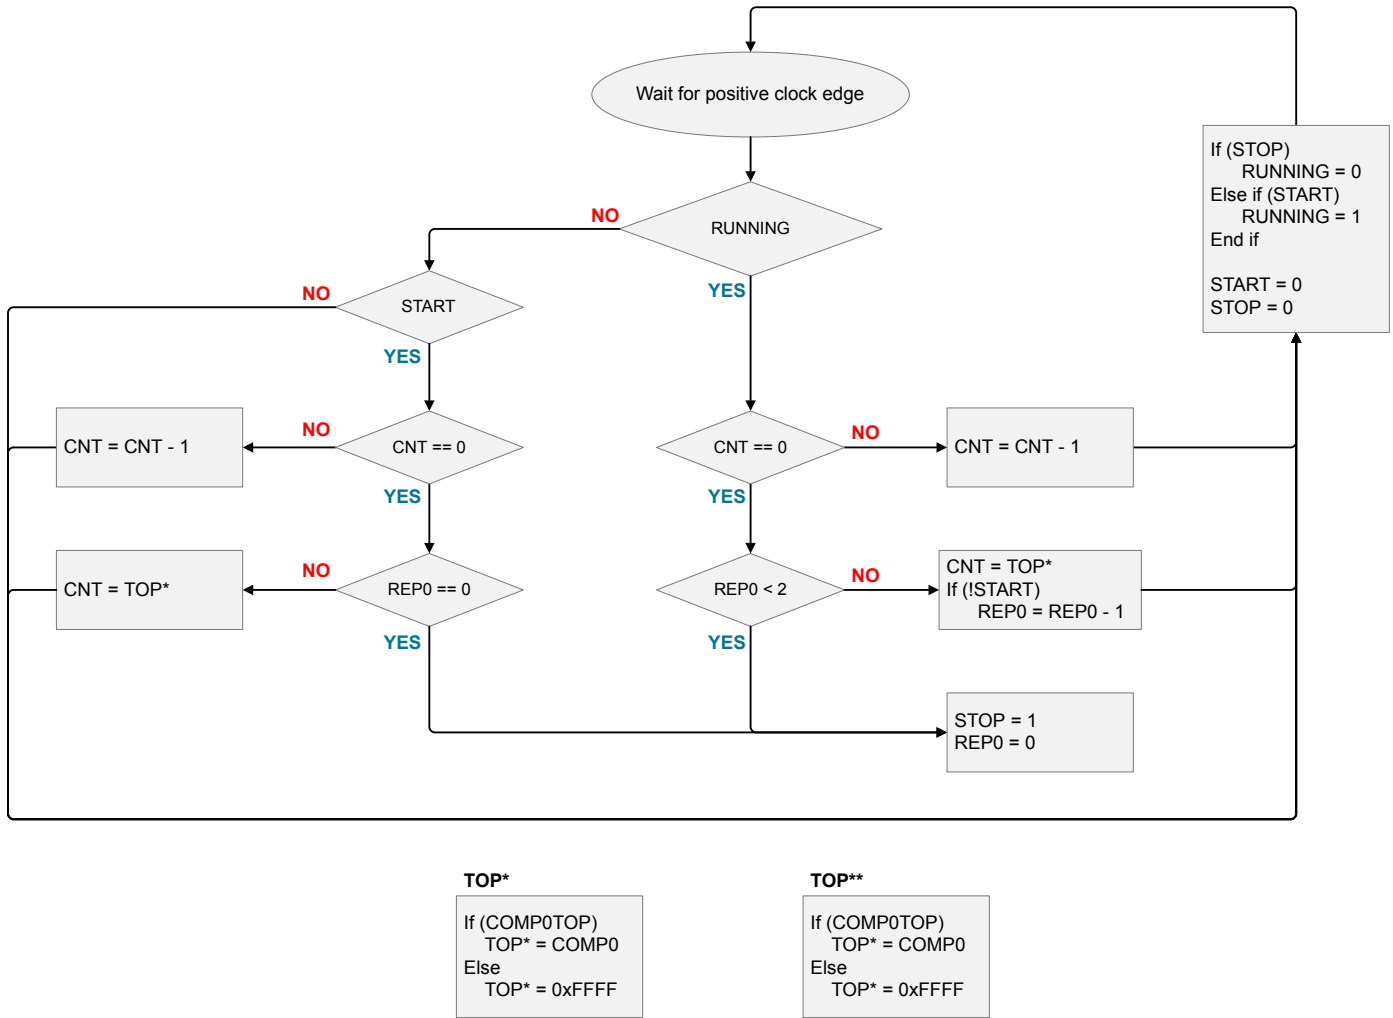 Wait for positive clock edge
If (STOP)
RUNNING = 0
Else if (START)
RUNNING = 1
End if
START = 0
STOP = 0
NO
RUNNING
YES
NO
START
YES
CNT = CNT - 1
NO
CNT == 0
YES
CNT == 0
NO
CNT = CNT - 1
YES
CNT = TOP*
NO
REP0 == 0
YES
REP0 < 2
NO
CNT = TOP*
If (!START)
REP0 = REP0 - 1
YES
STOP = 1
REP0 = 0
TOP*
If (COMP0TOP)
TOP* = COMP0
Else
TOP* = 0xFFFF
TOP**
If (COMP0TOP)
TOP* = COMP0
Else
TOP* = 0xFFFF